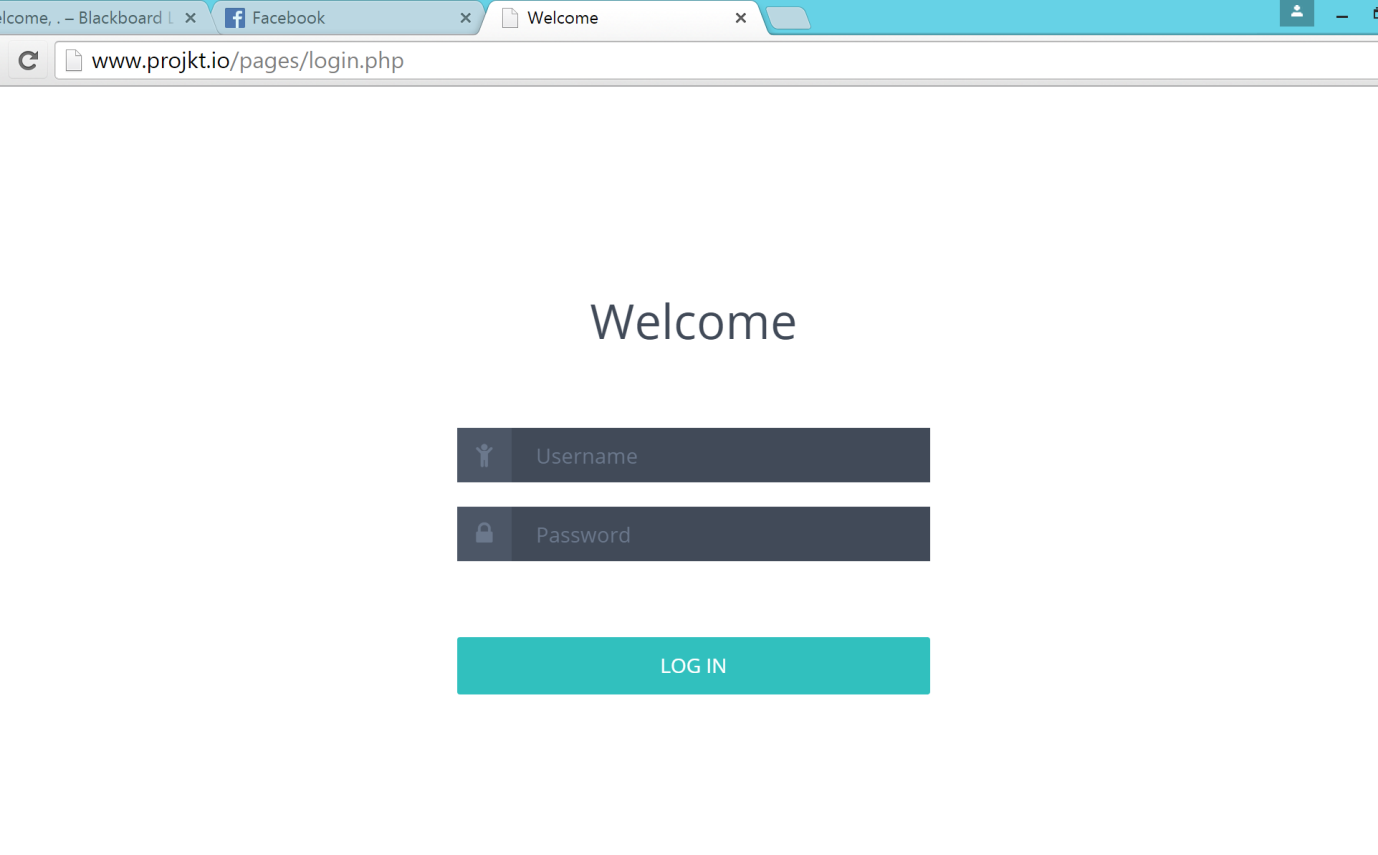 elcome, . – Blackboard L
Facebook
Welcome
www.projkt.io/pages/login.php
Welcome
Username
Password
LOG IN